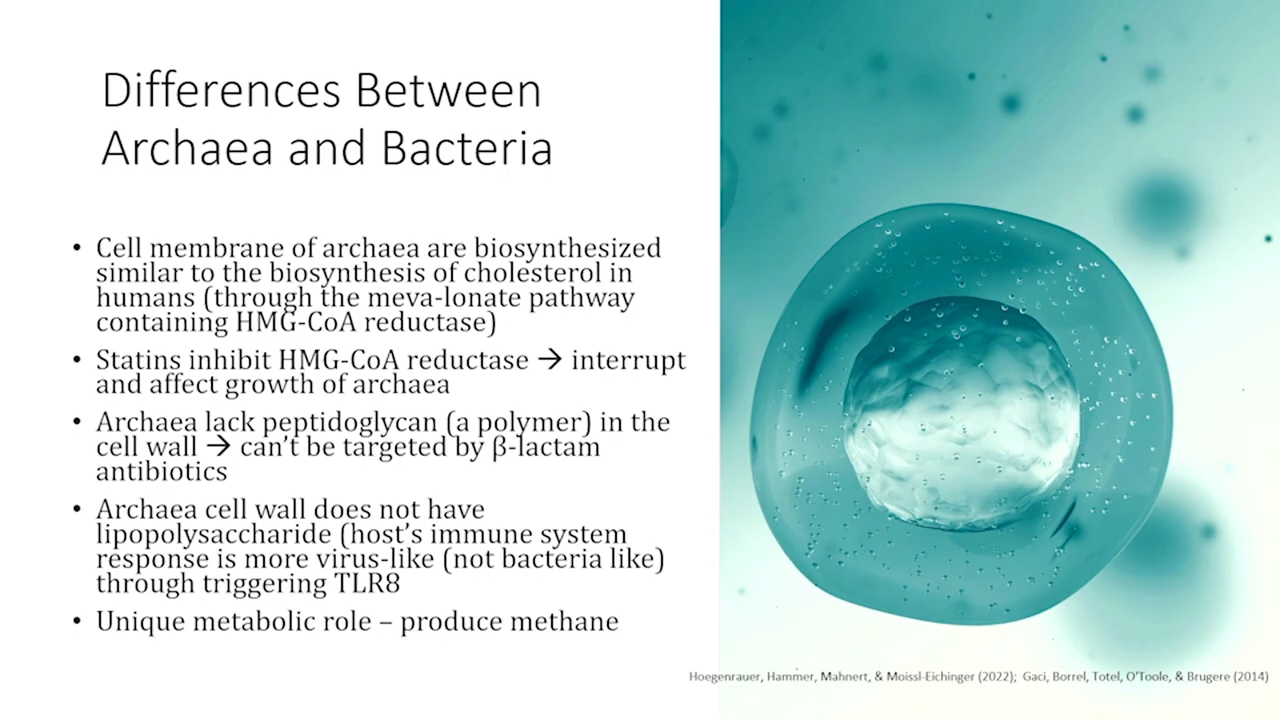 Differences Between
Archaea and Bacteria
• Cell membrane of archaea are biosynthesized
similar to the biosynthesis of cholesterol in
humans (through the meva-lonate pathway
containing HMG-CoA reductase)
• Statins inhibit HMG-CoA reductase → interrupt
and affect growth of archaea
• Archaea lack peptidoglycan (a polymer) in the
cell wall → can't be targeted by β-lactam
antibiotics
• Archaea cell wall does not have
lipopolysaccharide (host's immune system
response is more virus-like (not bacteria like)
through triggering TLR8
• Unique metabolic role – produce methane
Hoegenrauer, Hammer, Mahnert, & Moissl-Eichinger (2022); Gaci, Borrel, Totel, O'Toole, & Brugere (2014)